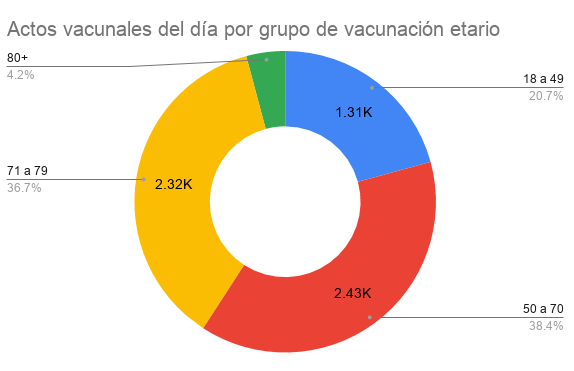 Actos vacunales del día por grupo de vacunación etario
80+
4.2%
18 a 49
20.7%
1.31K
71 a 79
36.7%
2.32K
2.43K
50 a 70
38.4%